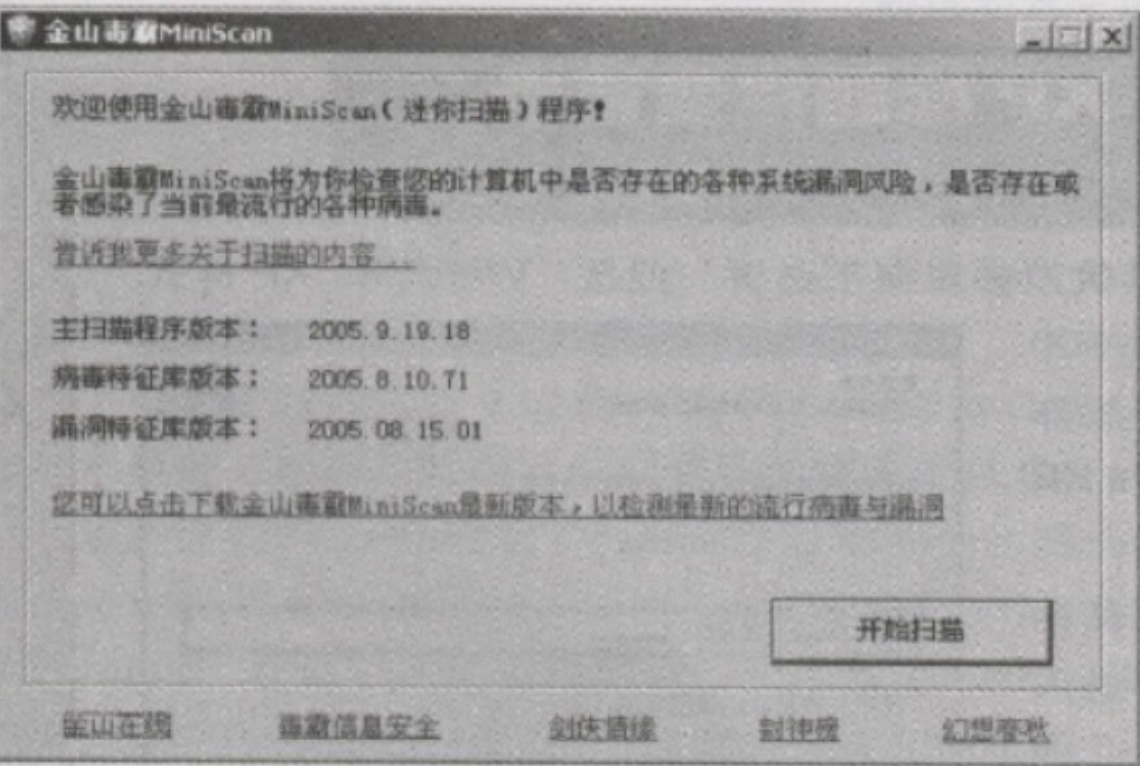 金山毒霸MiniScan
欢迎使用金山毒霸MiniScan(迷你扫描)程序!
金山毒霸MiniScan将为你检查您的计算机中是否存在的各种系统漏洞风险，是否存在或
者感染了当前最流行的各种病毒。
告诉我更多关于扫描的内容...
主扫描程序版本： 2005.9.19.18
病毒特征库版本： 2005.8.10.71
漏洞特征库版本： 2005.08.15.01
您可以点击下载金山毒霸MiniScan最新版本，以检测最新的流行病毒与漏洞
开始扫描
金山在线 毒霸信息安全 剑侠情缘 封神榜 幻想春秋